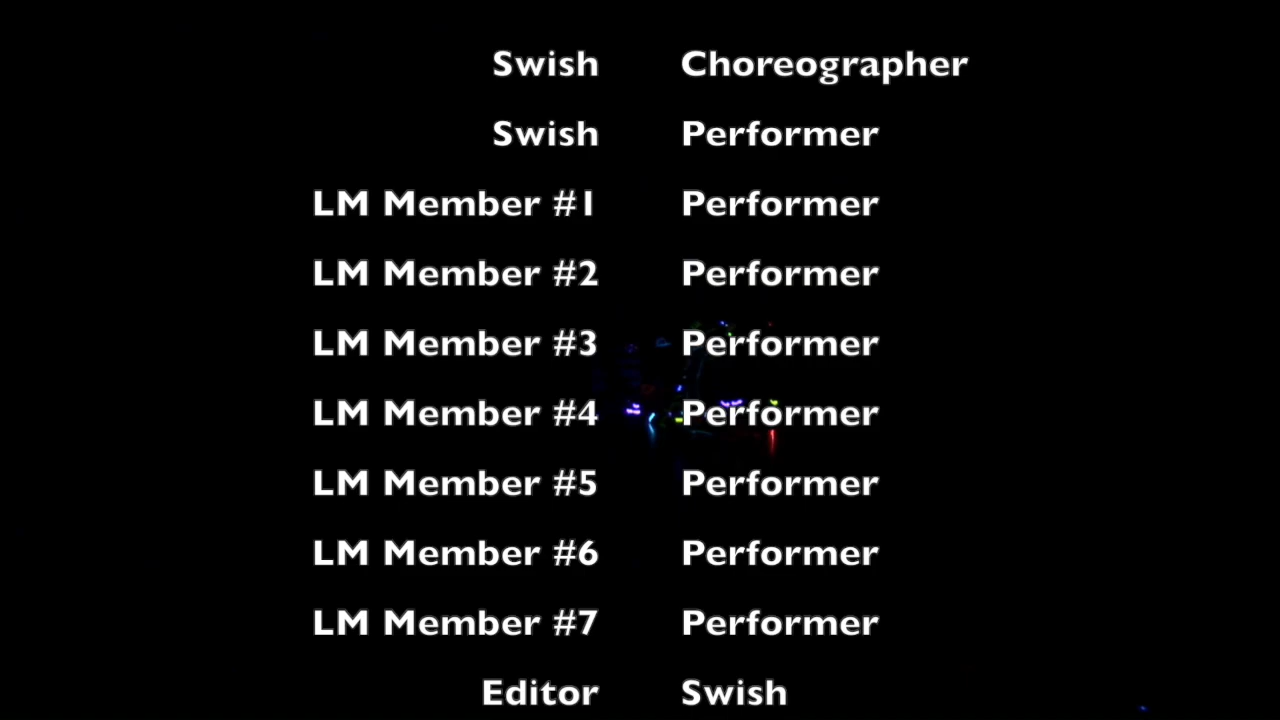 Swish Choreographer
Swish Performer
LM Member #1 Performer
LM Member #2 Performer
LM Member #3 Performer
LM Member #4 Performer
LM Member #5 Performer
LM Member #6 Performer
LM Member #7 Performer
Editor Swish